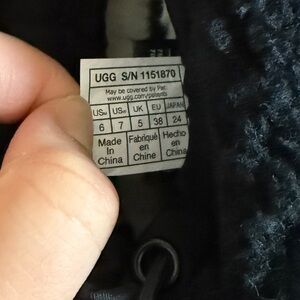 UGG S/N 1151870
May be covered by Pat.
www.ugg.com/patents
US UK EU JAPAN
6 7 5 38 24
Made Fabriqué Hecho
In en en
China Chine China